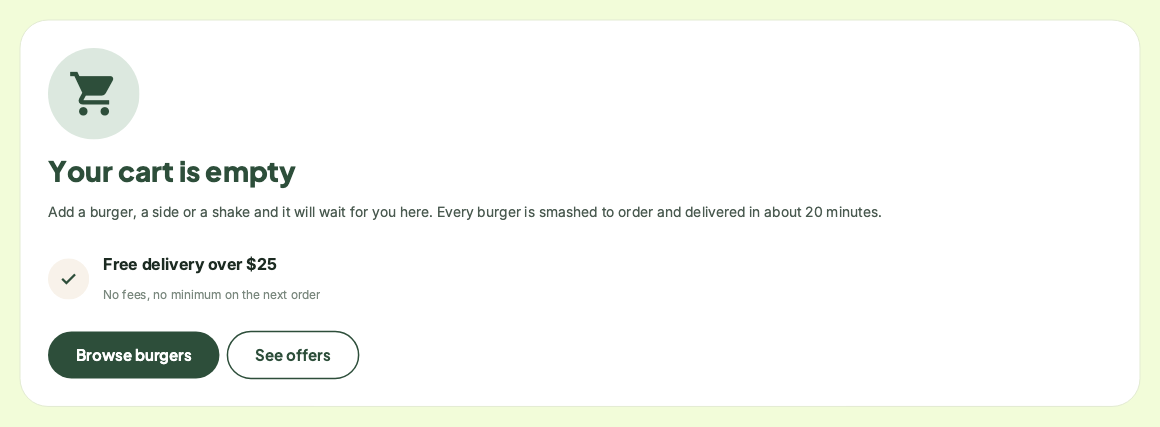 Your cart is empty
Add a burger, a side or a shake and it will wait for you here. Every burger is smashed to order and delivered in about 20 minutes.
Free delivery over $25
No fees, no minimum on the next order
Browse burgers
See offers